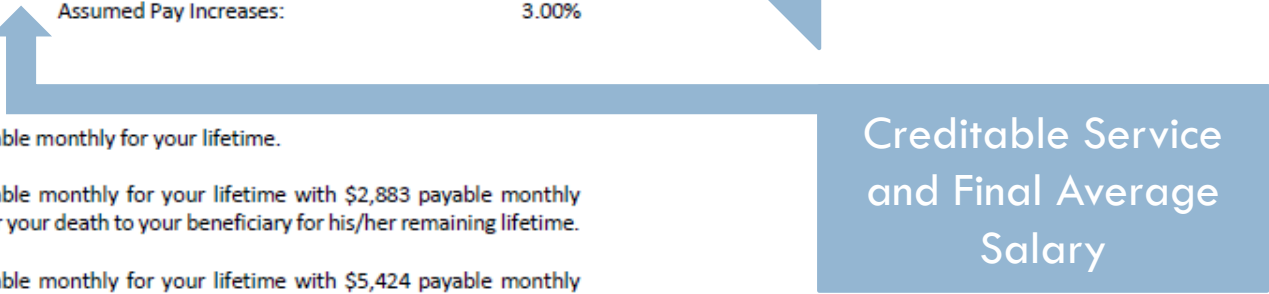 Assumed Pay Increases: 3.00%
able monthly for your lifetime.
able monthly for your lifetime with $2,883 payable monthly
your death to your beneficiary for his/her remaining lifetime.
able monthly for your lifetime with $5,424 payable monthly
Creditable Service
and Final Average
Salary